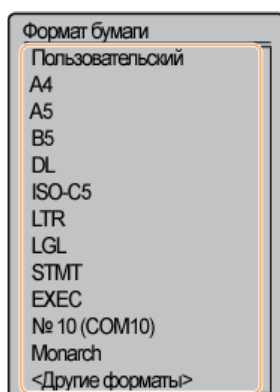 Формат бумаги
Пользовательский
A4
A5
B5
DL
ISO-C5
LTR
LGL
STMT
EXEC
№ 10 (COM10)
Monarch
<Другие форматы>